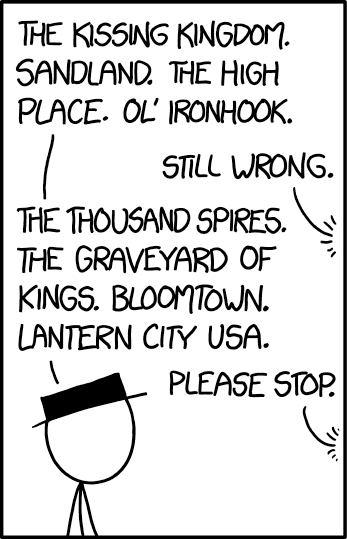 THE KISSING KINGDOM.
SANDLAND. THE HIGH
PLACE. OL' IRONHOOK.
STILL WRONG.
THE THOUSAND SPIRES.
THE GRAVEYARD OF
KINGS. BLOOMTOWN.
LANTERN CITY USA.
PLEASE STOP.